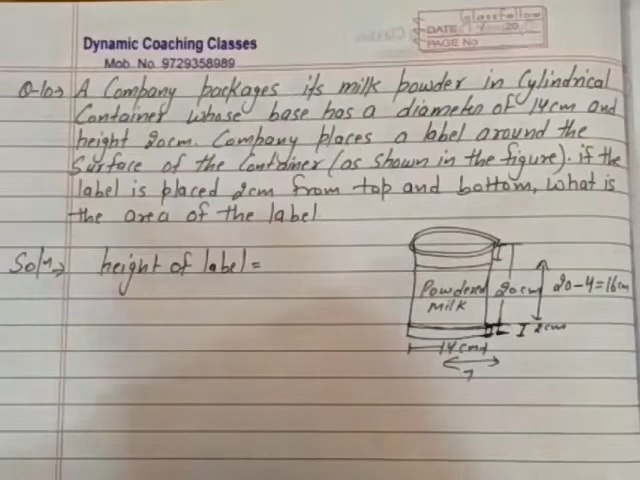 Glassfellow
DATE
PAGE No
Dynamic Coaching Classes
Mob. No. 9729358989
Q-10→ A Company packages its milk powder in Cylindrical
Container whose base has a diameter of 14cm and
height 20cm. Company places a label around the
Surface of the Container (as shown in the figure). if the
label is placed 2cm from top and bottom, what is
the area of the label
Soln→ height of label =
Powdered
Milk
20cm
20-4=16cm
2cm
14cm
7